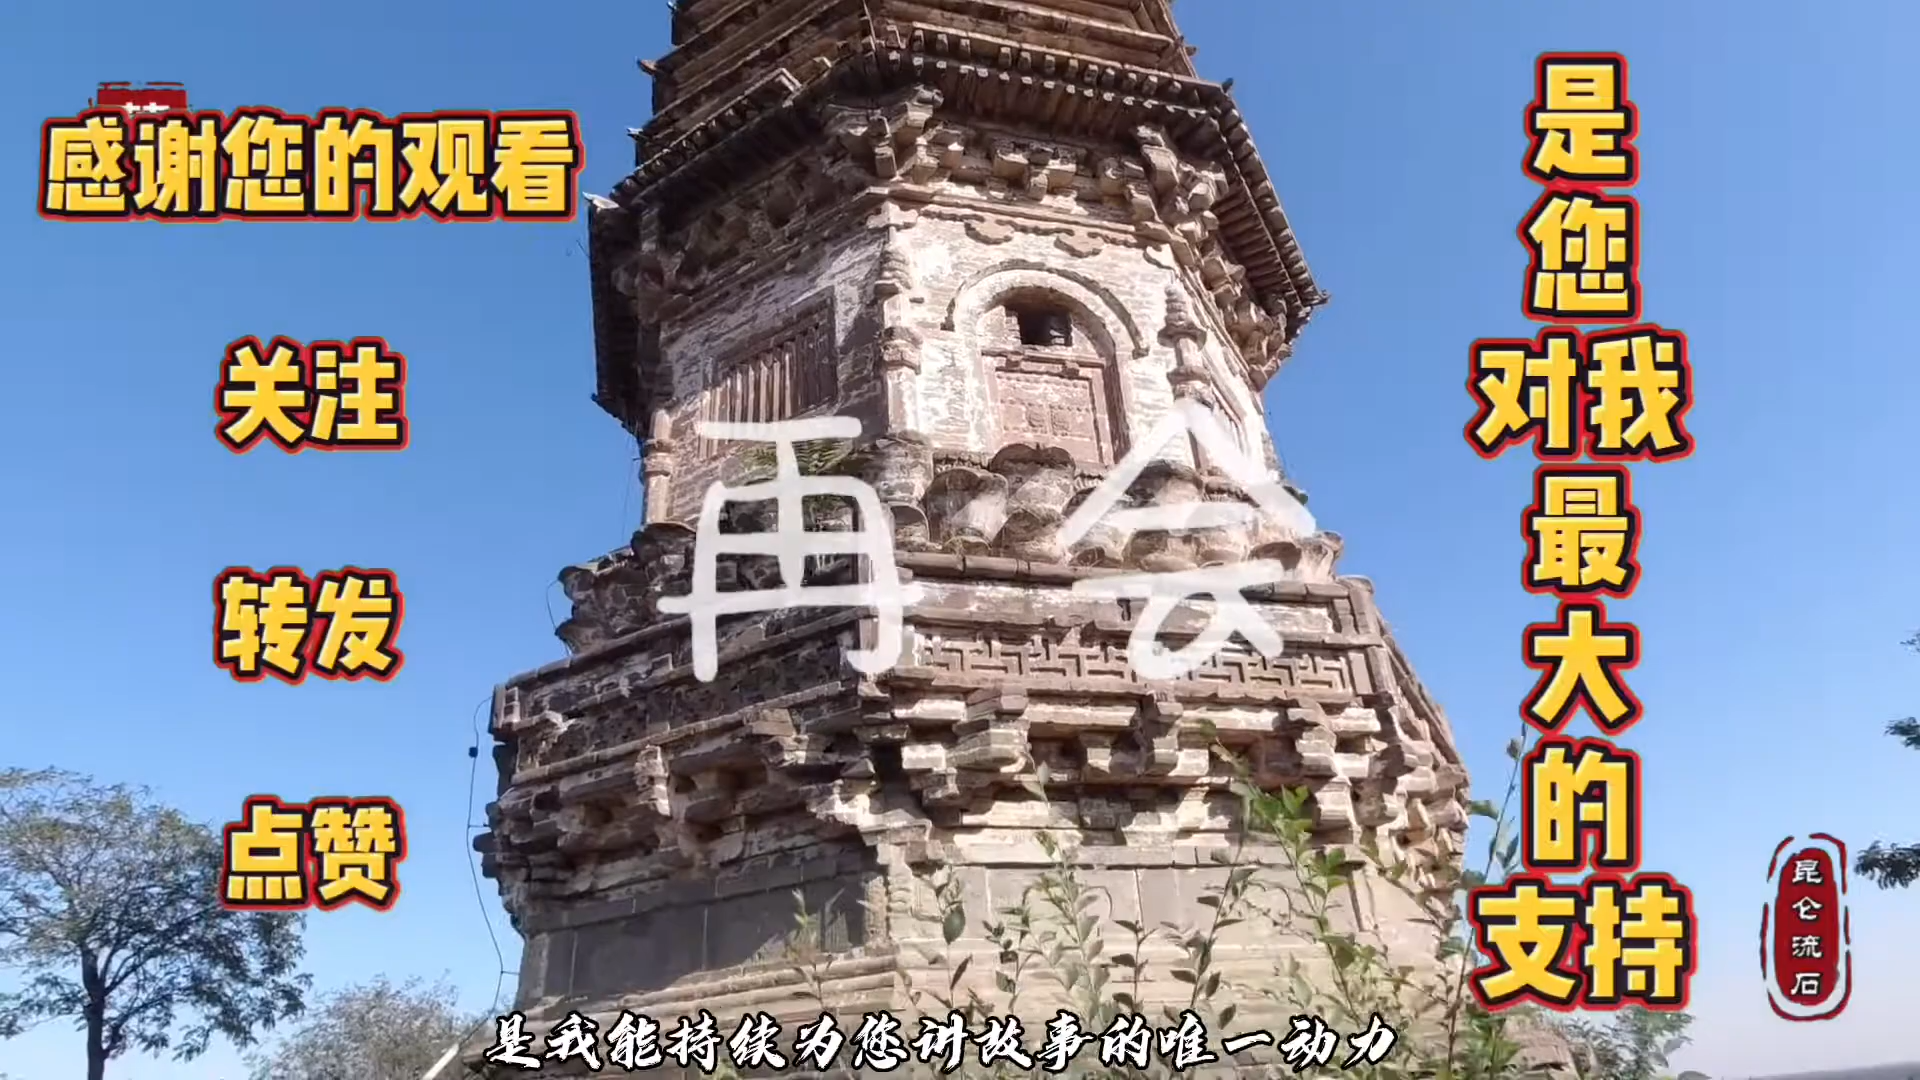 感谢您的观看
关注
转发
点赞
再会
是您
对我
最大的
支持
昆仑流石
是我能持续为您讲故事的唯一动力